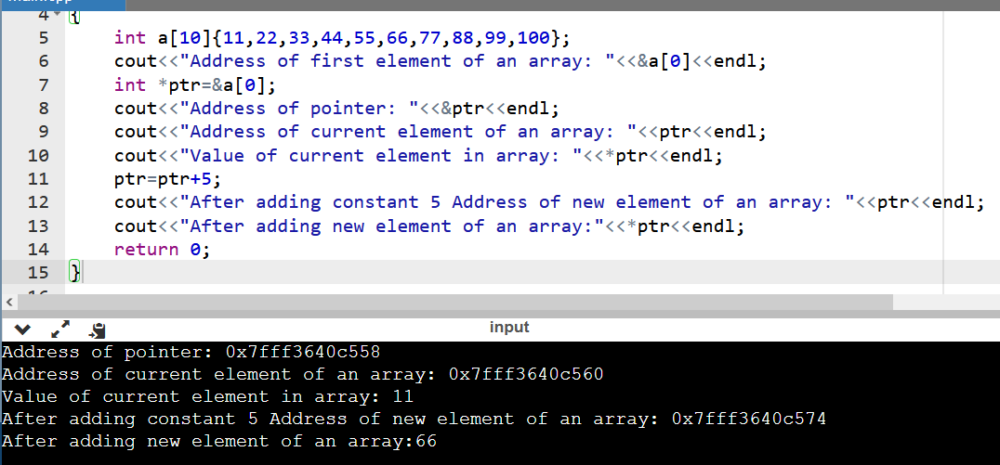 4 {
5 int a[10]{11,22,33,44,55,66,77,88,99,100};
6 cout<<"Address of first element of an array: "<<&a[0]<<endl;
7 int *ptr=&a[0];
8 cout<<"Address of pointer: "<<&ptr<<endl;
9 cout<<"Address of current element of an array: "<<ptr<<endl;
10 cout<<"Value of current element in array: "<<*ptr<<endl;
11 ptr=ptr+5;
12 cout<<"After adding constant 5 Address of new element of an array: "<<ptr<<endl;
13 cout<<"After adding new element of an array:"<<*ptr<<endl;
14 return 0;
15 }
input
Address of pointer: 0x7fff3640c558
Address of current element of an array: 0x7fff3640c560
Value of current element in array: 11
After adding constant 5 Address of new element of an array: 0x7fff3640c574
After adding new element of an array:66